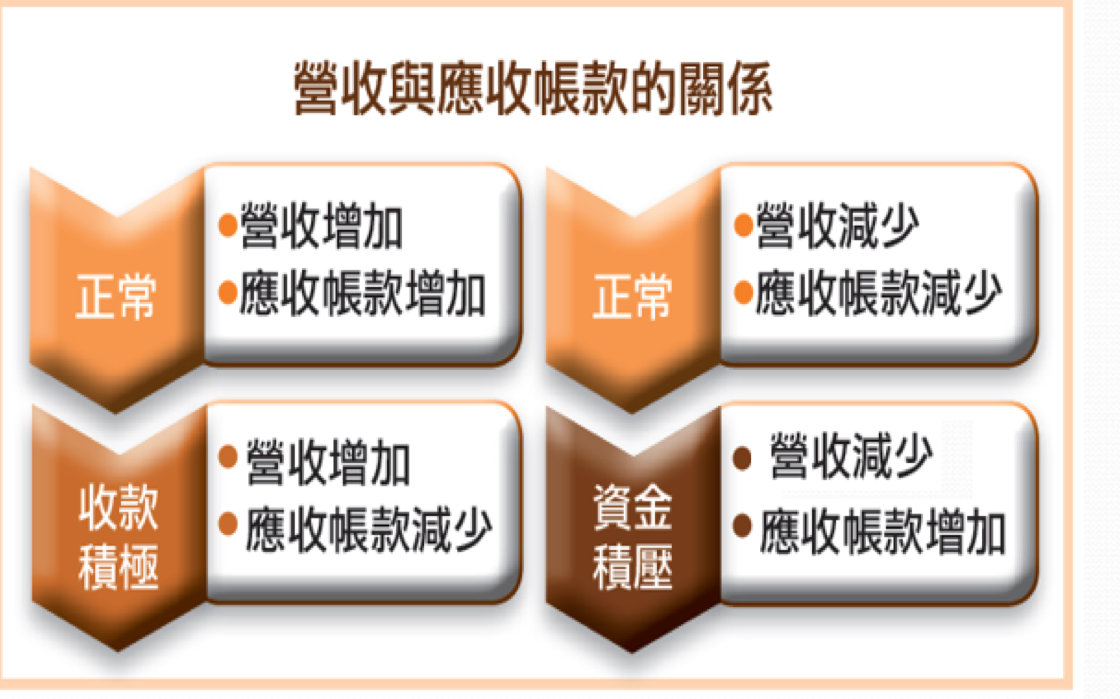 營收與應收帳款的關係
正常
•營收增加
•應收帳款增加
正常
•營收減少
•應收帳款減少
收款
積極
•營收增加
•應收帳款減少
資金
積壓
•營收減少
•應收帳款增加